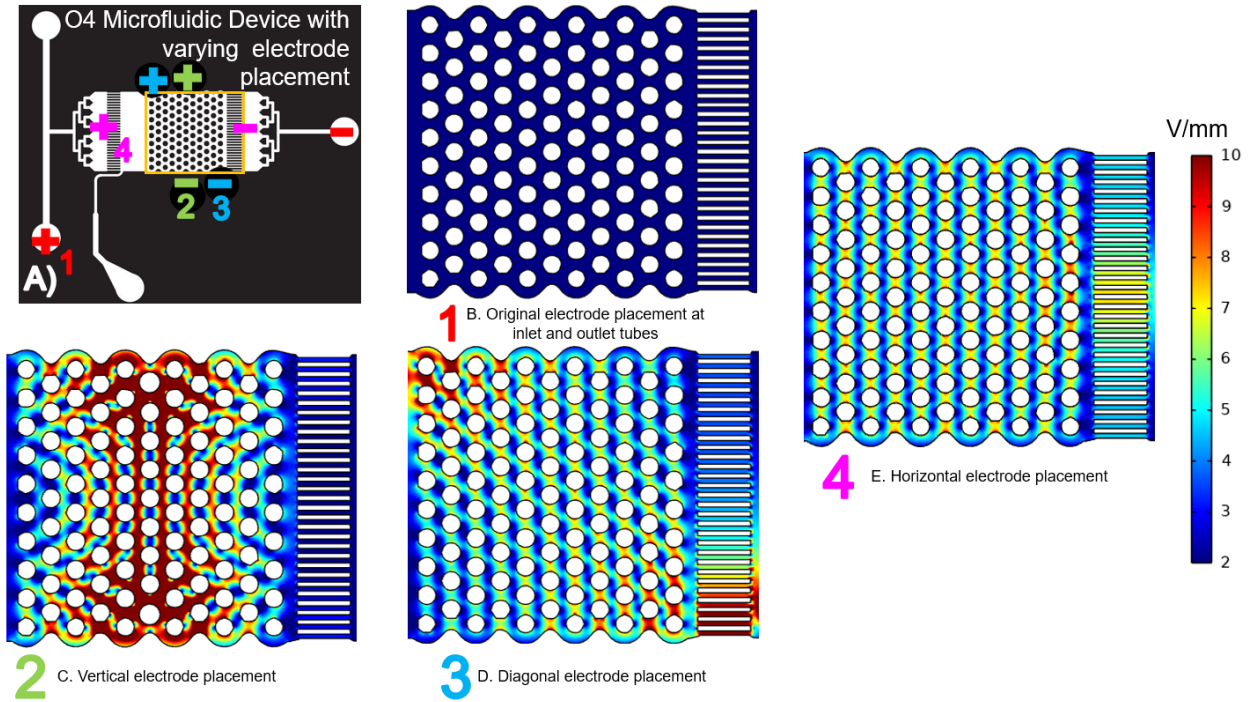 O4 Microfluidic Device with
varying electrode
placement
+ +
+ -
4
- -
2 3
-
+
1
A)
1 B. Original electrode placement at
inlet and outlet tubes
2 C. Vertical electrode placement
3 D. Diagonal electrode placement
4 E. Horizontal electrode placement
V/mm
10
9
8
7
6
5
4
3
2